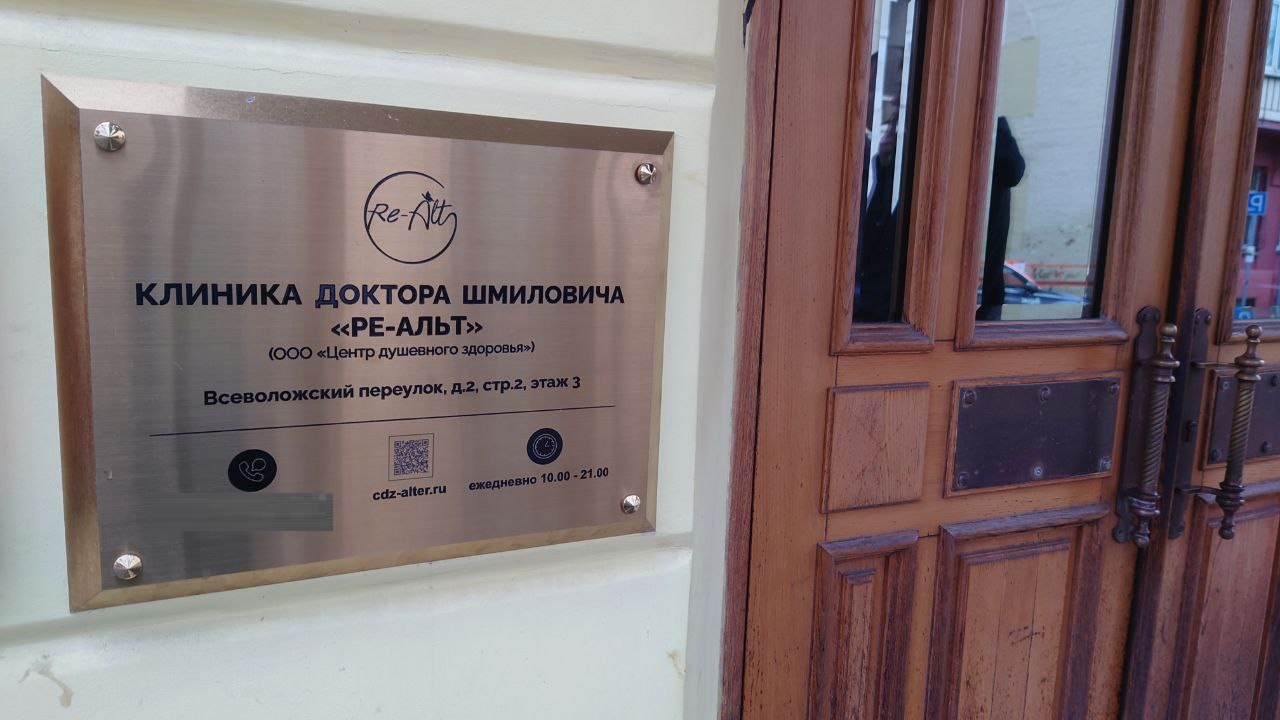 Re-Alt
КЛИНИКА ДОКТОРА ШМИЛОВИЧА
«РЕ-АЛЬТ»
(ООО «Центр душевного здоровья»)
Всеволожский переулок, д.2, стр.2, этаж 3
cdz-alter.ru
ежедневно 10.00 - 21.00